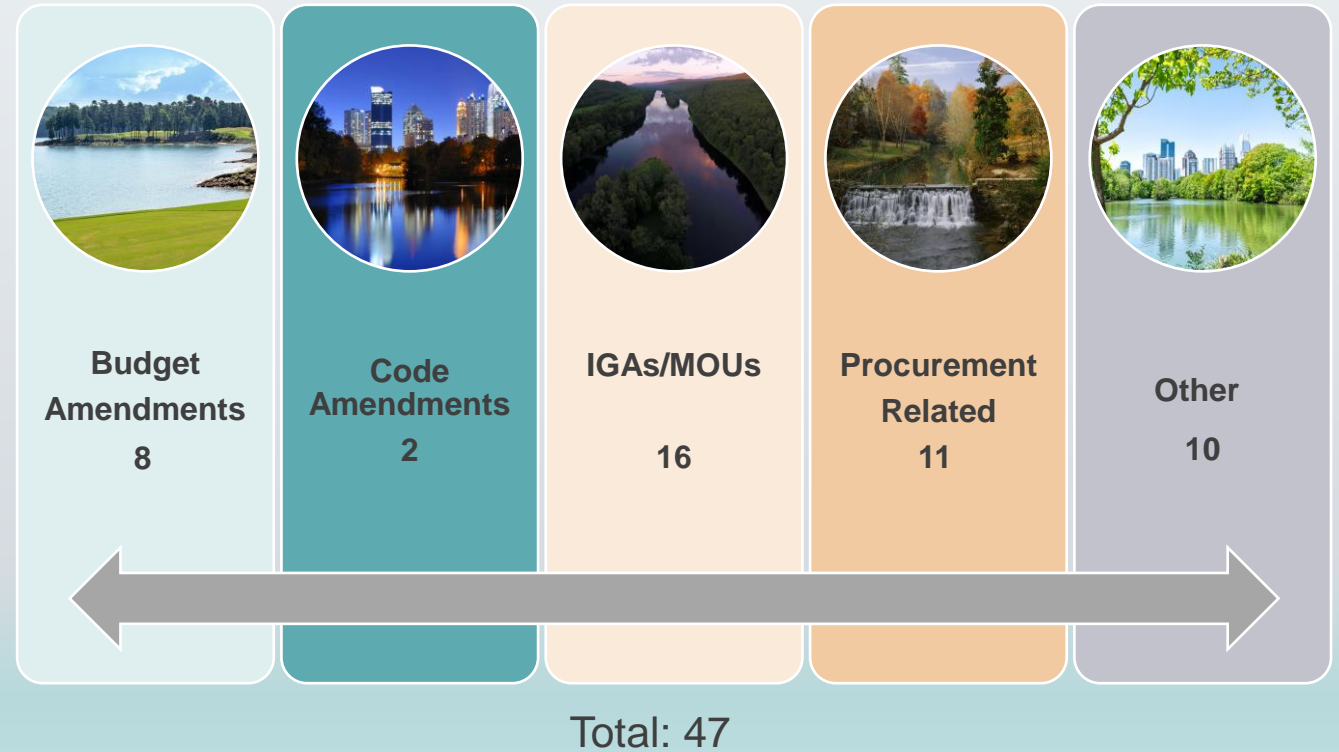 Budget
Amendments
8
Code
Amendments
2
IGAs/MOUs
16
Procurement
Related
11
Other
10
Total: 47